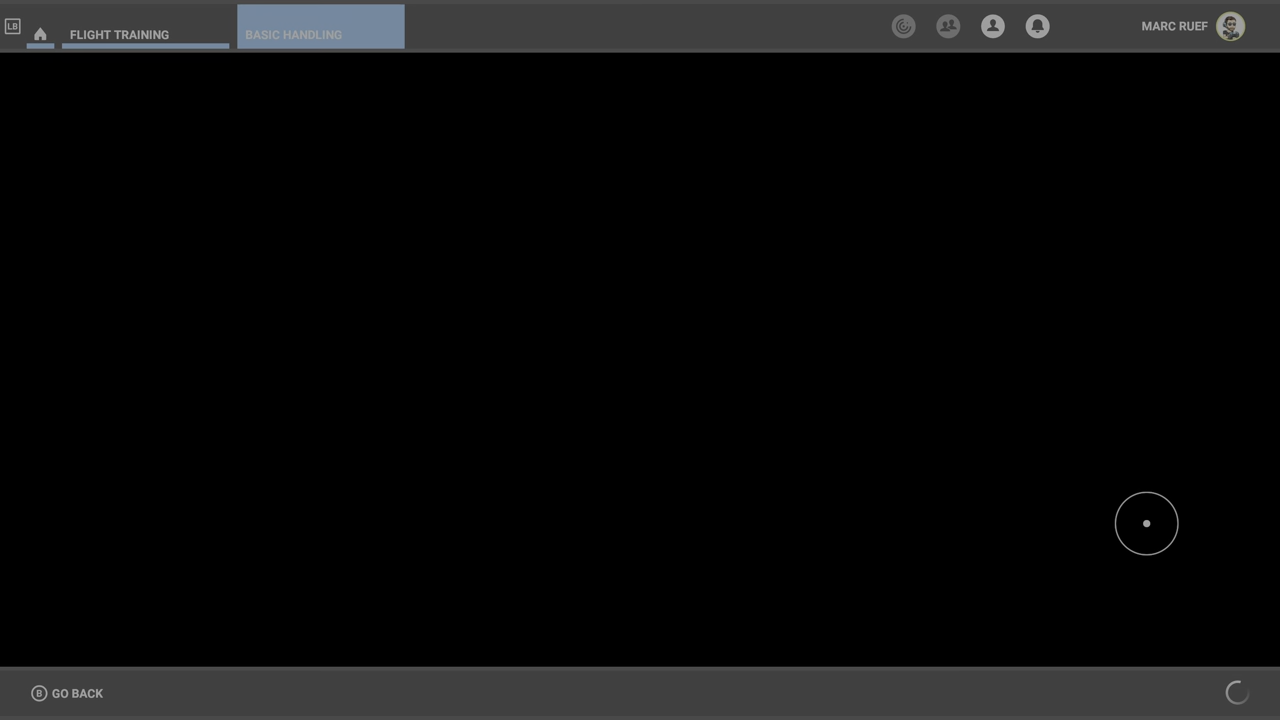 LB
FLIGHT TRAINING
BASIC HANDLING
MARC RUEF
B GO BACK